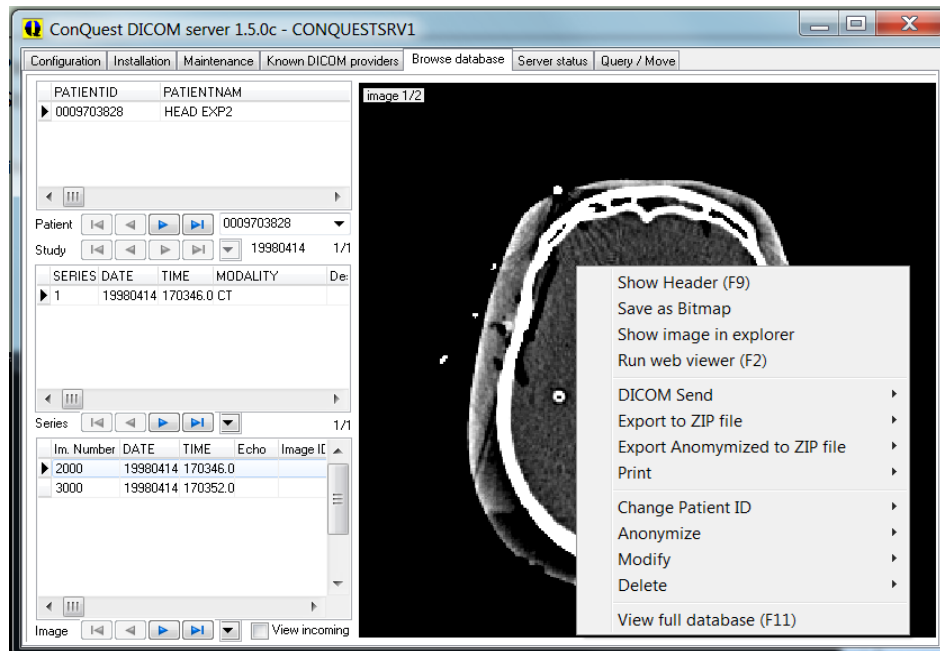 ConQuest DICOM server 1.5.0c - CONQUESTSRV1
Configuration Installation Maintenance Known DICOM providers Browse database Server status Query / Move
PATIENTID PATIENTNAM
0009703828 HEAD EXP2
Patient 0009703828
Study 19980414 1/1
SERIES DATE TIME MODALITY De:
1 19980414 170346.0 CT
Series 1/1
Im. Number DATE TIME Echo Image IC
2000 19980414 170346.0
3000 19980414 170352.0
Image View incoming
image 1/2
Show Header (F9)
Save as Bitmap
Show image in explorer
Run web viewer (F2)
DICOM Send
Export to ZIP file
Export Anomymized to ZIP file
Print
Change Patient ID
Anonymize
Modify
Delete
View full database (F11)